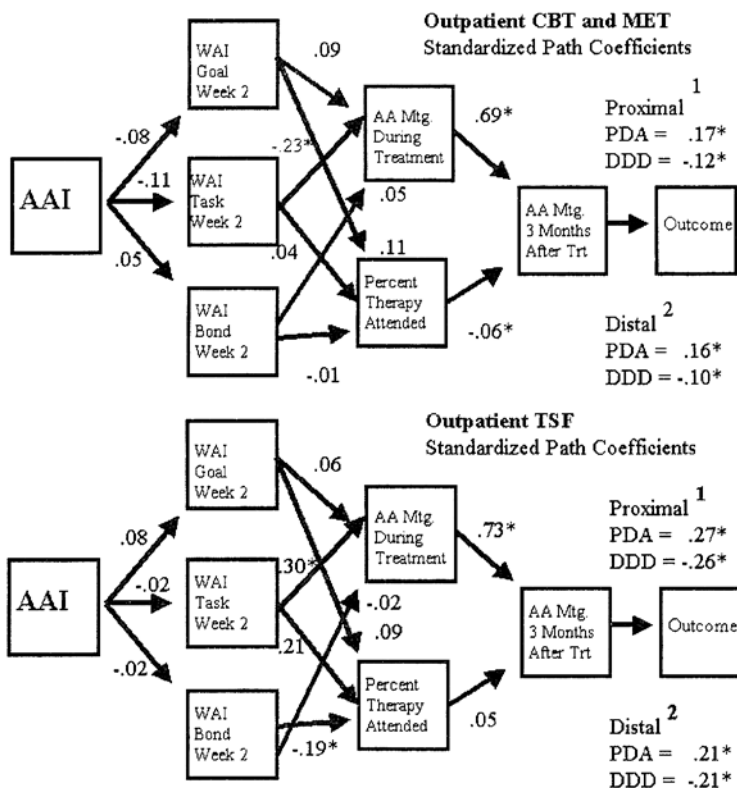 Outpatient CBT and MET
Standardized Path Coefficients
WAI
Goal
Week 2
.09
AA Mtg.
During
Treatment
.69*
Proximal 1
PDA = .17*
DDD = -.12*
-.08
-.23*
AAI
-.11
WAI
Task
Week 2
.05
AA Mtg.
3 Months
After Trt
Outcome
.05
.04
.11
WAI
Bond
Week 2
Percent
Therapy
Attended
-.06*
-.01
Distal 2
PDA = .16*
DDD = -.10*
Outpatient TSF
Standardized Path Coefficients
WAI
Goal
Week 2
.06
AA Mtg.
During
Treatment
.73*
Proximal 1
PDA = .27*
DDD = -.26*
.08
.30*
AAI
-.02
WAI
Task
Week 2
-.02
AA Mtg.
3 Months
After Trt
Outcome
-.02
.21
.09
WAI
Bond
Week 2
Percent
Therapy
Attended
.05
-.19*
Distal 2
PDA = .21*
DDD = -.21*